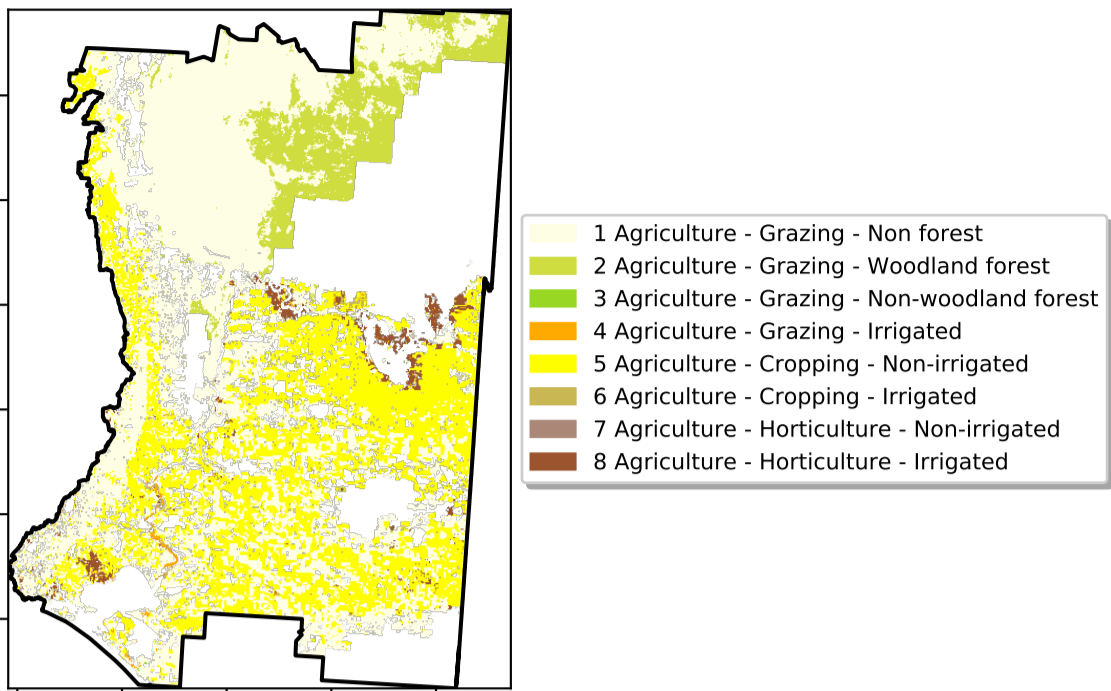 1 Agriculture - Grazing - Non forest
2 Agriculture - Grazing - Woodland forest
3 Agriculture - Grazing - Non-woodland forest
4 Agriculture - Grazing - Irrigated
5 Agriculture - Cropping - Non-irrigated
6 Agriculture - Cropping - Irrigated
7 Agriculture - Horticulture - Non-irrigated
8 Agriculture - Horticulture - Irrigated